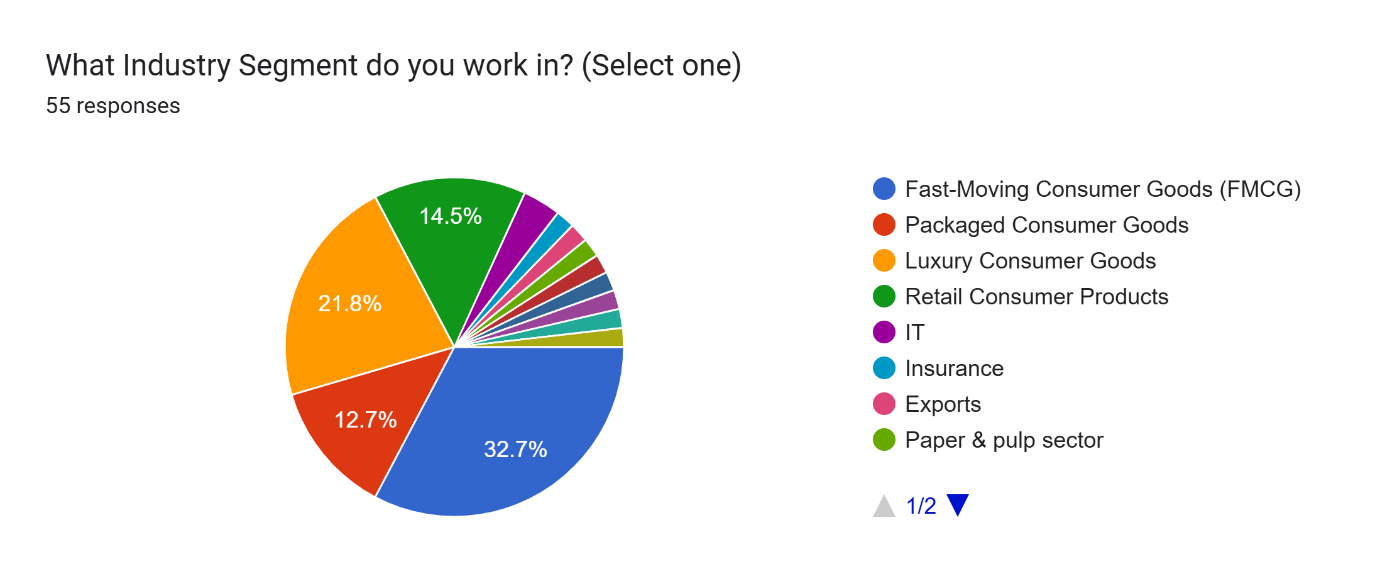 What Industry Segment do you work in? (Select one)
55 responses
14.5%
21.8%
12.7%
32.7%
Fast-Moving Consumer Goods (FMCG)
Packaged Consumer Goods
Luxury Consumer Goods
Retail Consumer Products
IT
Insurance
Exports
Paper & pulp sector
1/2